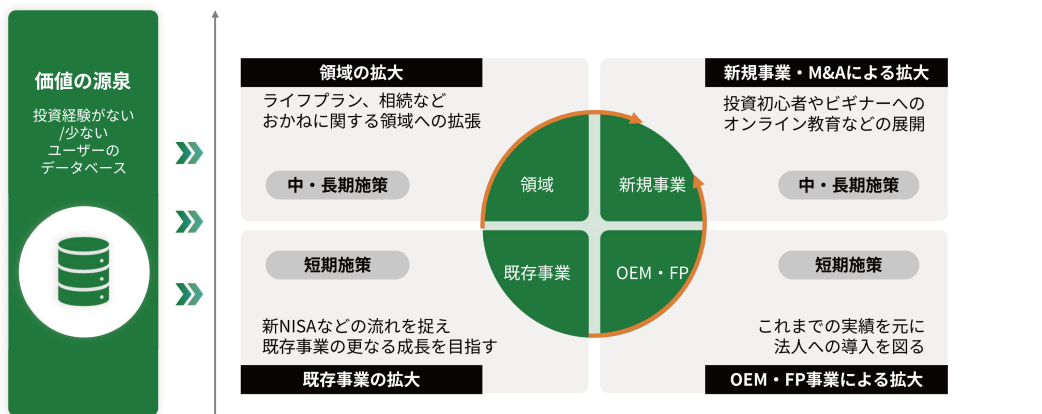 価値の源泉
投資経験がない
/少ない
ユーザーの
データベース
領域の拡大
ライフプラン、相続など
おかねに関する領域への拡張
中・長期施策
新規事業・M&Aによる拡大
投資初心者やビギナーへの
オンライン教育などの展開
中・長期施策
領域
新規事業
既存事業
OEM・FP
短期施策
新NISAなどの流れを捉え
既存事業の更なる成長を目指す
既存事業の拡大
短期施策
これまでの実績を元に
法人への導入を図る
OEM・FP事業による拡大